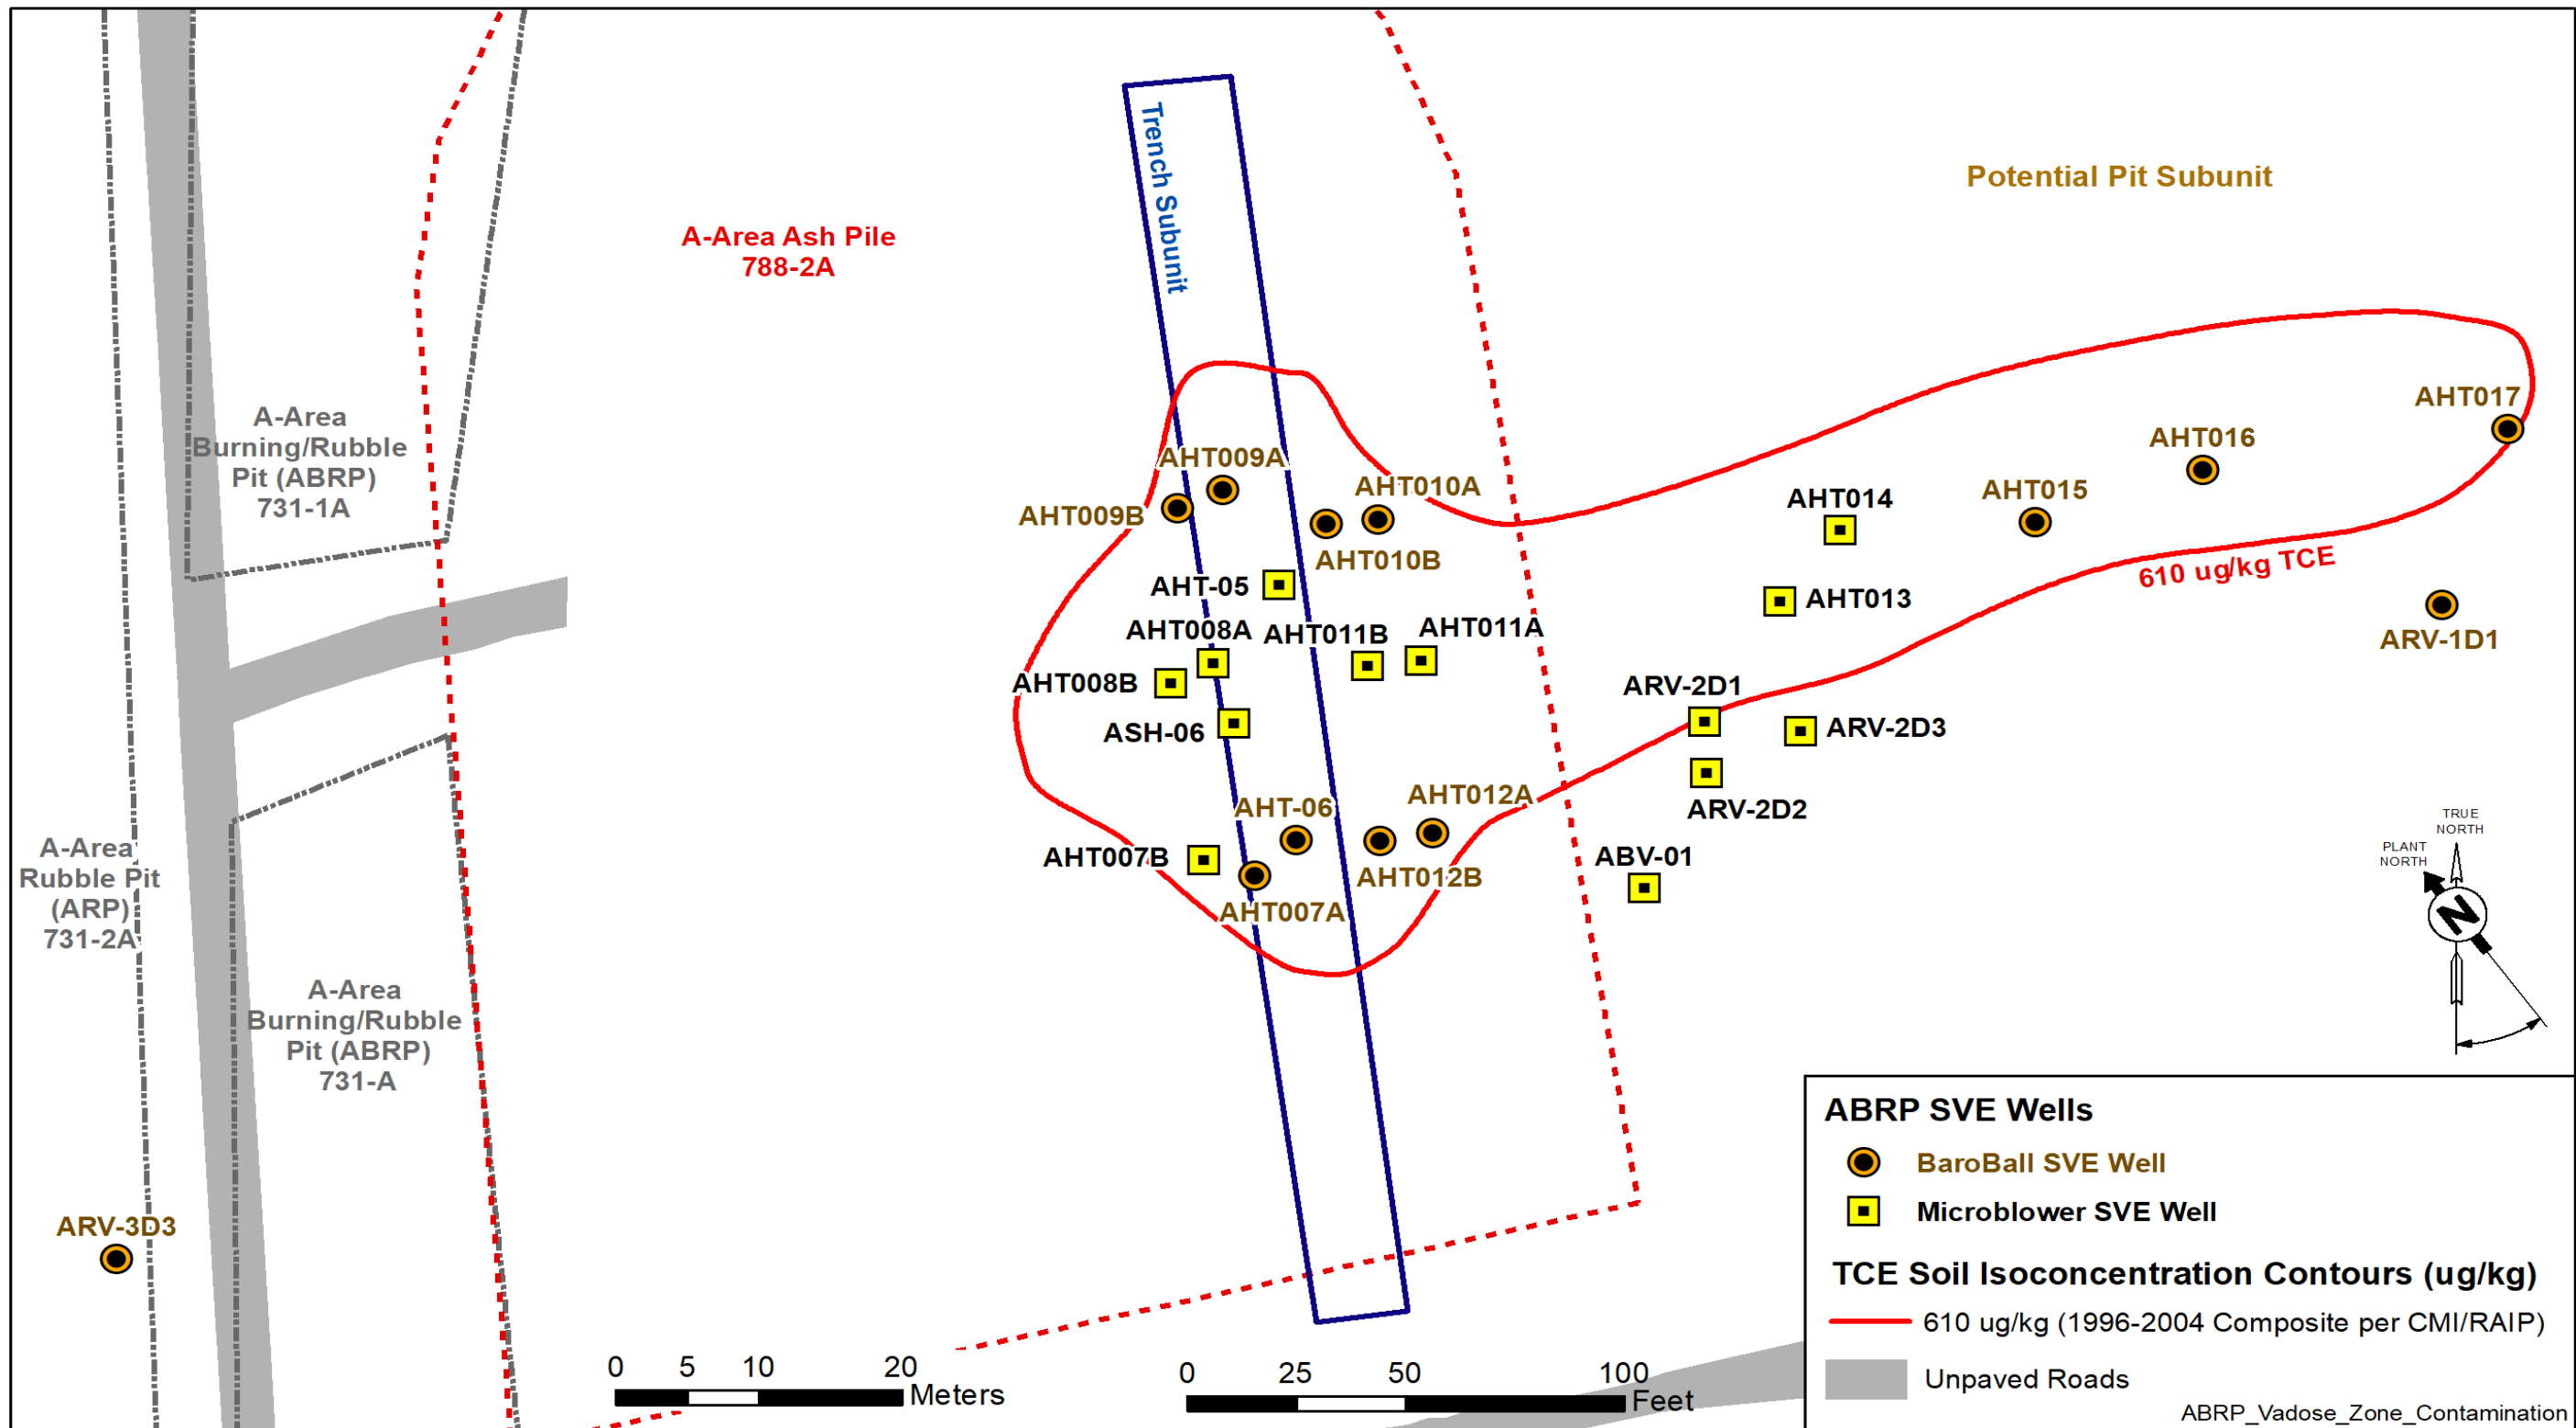 Trench Subunit
Potential Pit Subunit
A-Area Ash Pile
788-2A
A-Area
Burning/Rubble
Pit (ABRP)
731-1A
AHT017
AHT016
AHT015
AHT014
AHT013
610 ug/kg TCE
ARV-1D1
AHT009A
AHT009B
AHT010A
AHT010B
AHT-05
AHT008A
AHT011B
AHT011A
AHT008B
ASH-06
ARV-2D1
ARV-2D3
ARV-2D2
AHT-06
AHT012A
AHT007B
AHT012B
AHT007A
ABV-01
A-Area
Rubble Pit
(ARP)
731-2A
A-Area
Burning/Rubble
Pit (ABRP)
731-A
ARV-3D3
TRUE
NORTH
PLANT
NORTH
N
ABRP SVE Wells
BaroBall SVE Well
Microblower SVE Well
TCE Soil Isoconcentration Contours (ug/kg)
610 ug/kg (1996-2004 Composite per CMI/RAIP)
Unpaved Roads
ABRP_Vadose_Zone_Contamination
0 5 10 20
Meters
0 25 50 100
Feet